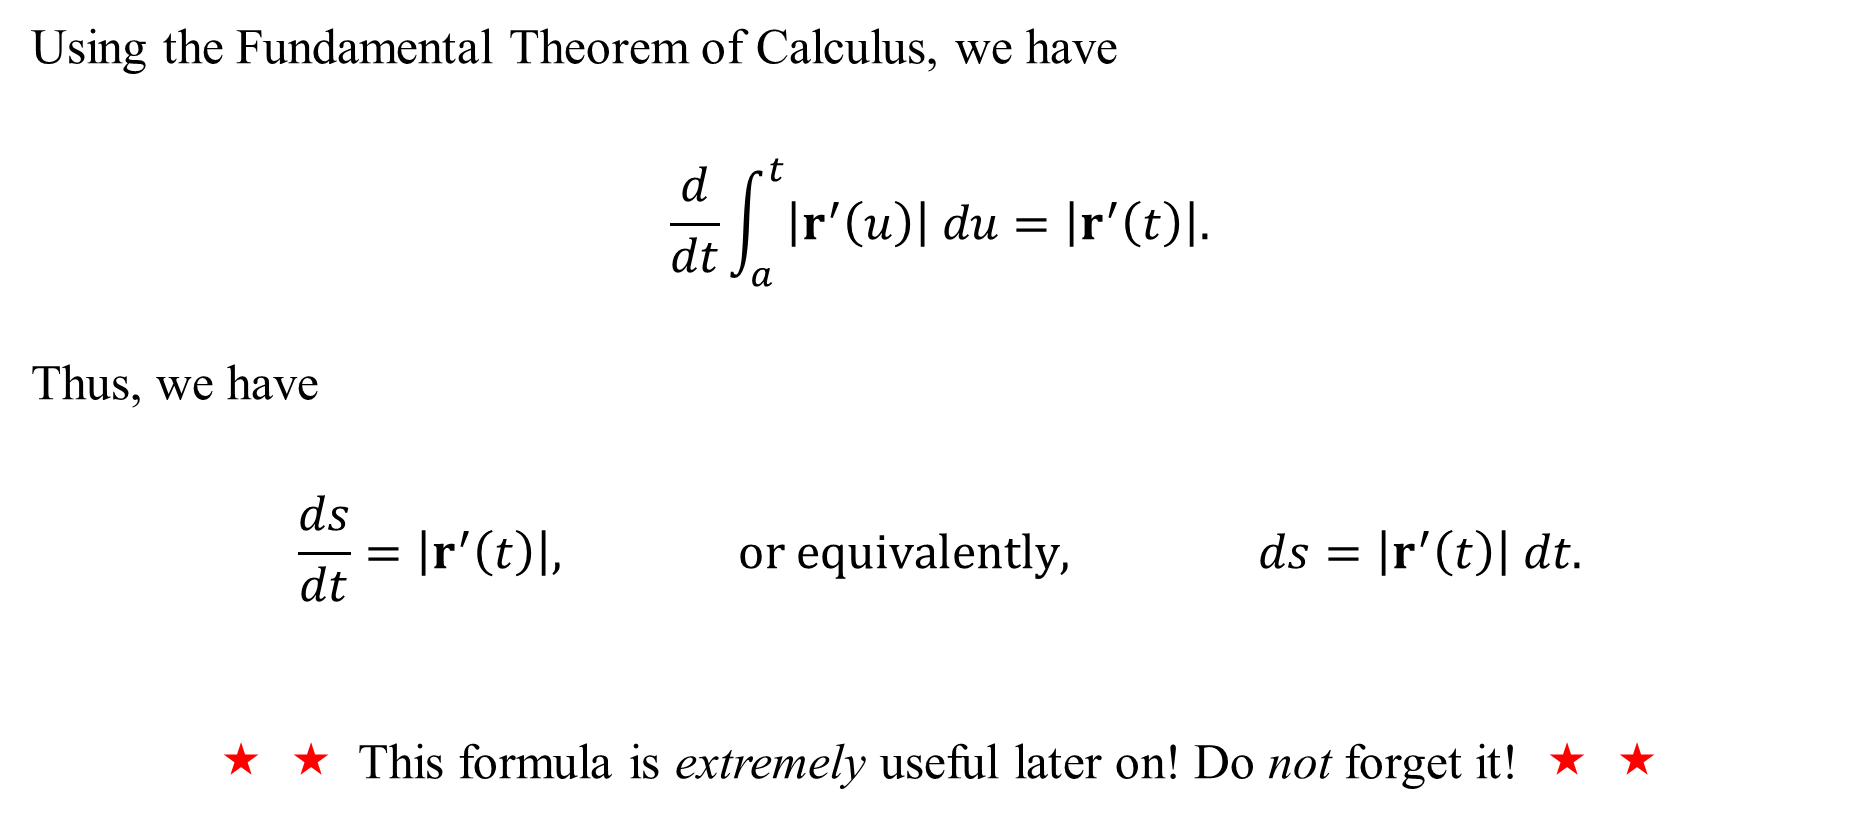 Using the Fundamental Theorem of Calculus, we have
d/dt ∫_a^t |𝐫′(u)| du = |𝐫′(t)|.
Thus, we have
ds/dt = |𝐫′(t)|, or equivalently, ds = |𝐫′(t)| dt.
★ ★ This formula is extremely useful later on! Do not forget it! ★ ★